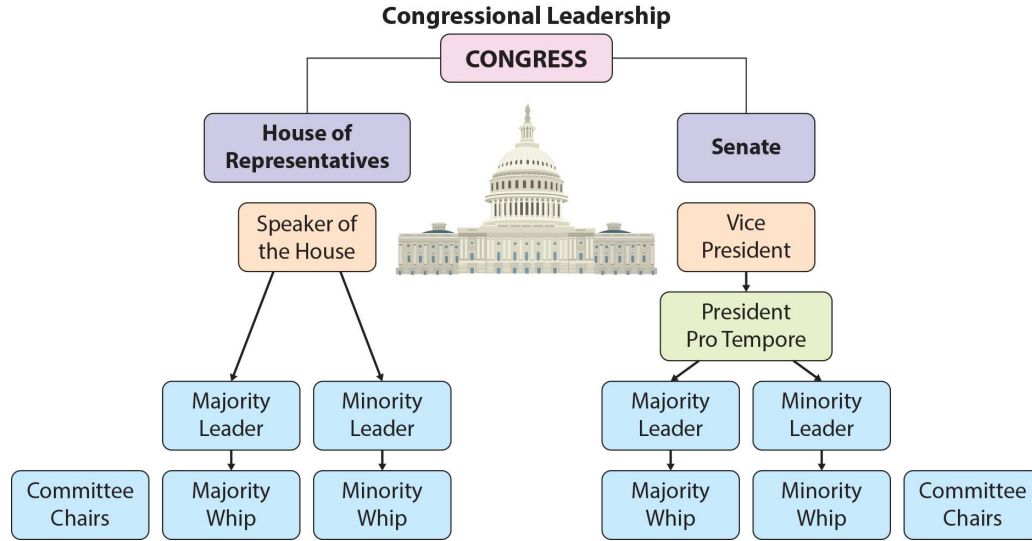 Congressional Leadership
CONGRESS
House of
Representatives
Senate
Speaker of
the House
Vice
President
President
Pro Tempore
Majority
Leader
Minority
Leader
Majority
Leader
Minority
Leader
Committee
Chairs
Majority
Whip
Minority
Whip
Majority
Whip
Minority
Whip
Committee
Chairs